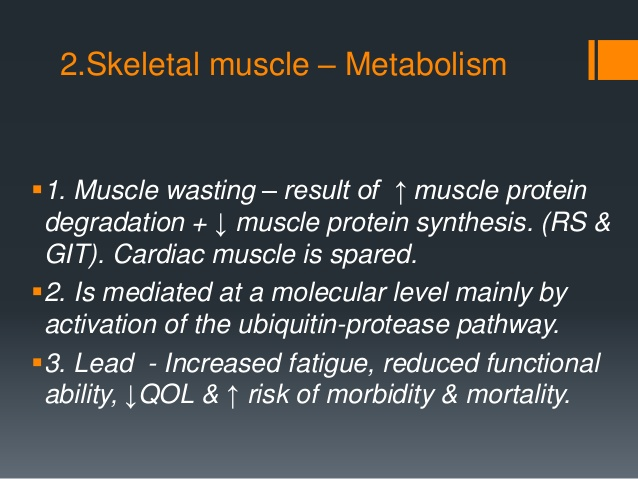 2.Skeletal muscle – Metabolism
▪1. Muscle wasting – result of ↑ muscle protein
degradation + ↓ muscle protein synthesis. (RS &
GIT). Cardiac muscle is spared.
▪2. Is mediated at a molecular level mainly by
activation of the ubiquitin-protease pathway.
▪3. Lead - Increased fatigue, reduced functional
ability, ↓QOL & ↑ risk of morbidity & mortality.